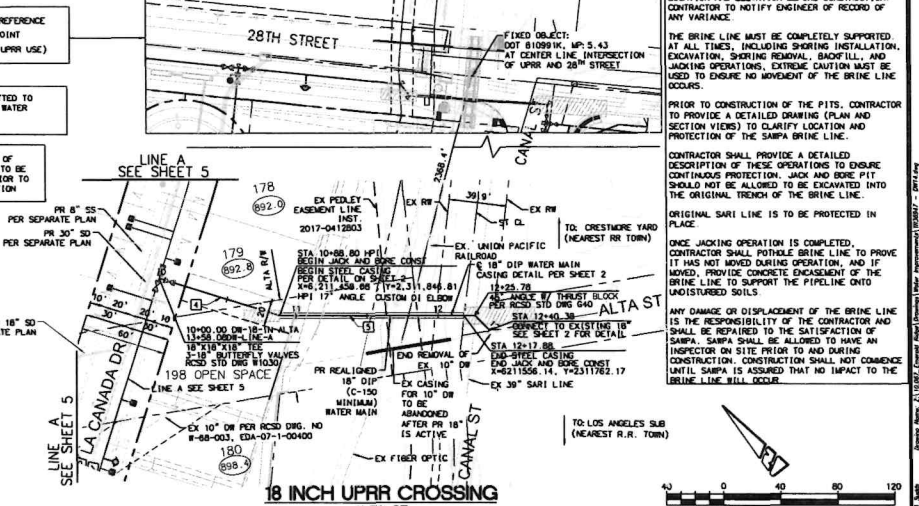 REFERENCE
OINT
UPRR USE)
TTED TO
WATER
OF
TO BE
IOR TO
TION
28TH STREET
FIXED OBJECT:
DOT 810991K, MP: 5.43
AT CENTER LINE INTERSECTION
OF UPRR AND 28TH STREET
CANAL ST
2368.4'
LINE A
SEE SHEET 5
PR 8" SS
PER SEPARATE PLAN
PR 30" SD
PER SEPARATE PLAN
18" SD
TE PLAN
178
892.0
179
892.8
ALTA R/W
20'
EX PEDLEY
EASEMENT LINE
INST.
2017-0412803
EX RW
39' 9'
EX RW
ST CL
TO: CRESTMORE YARD
(NEAREST RR TOWN)
EX. UNION PACIFIC
RAILROAD
STA 10+88.80 HPI
BEGIN JACK AND BORE CONST
BEGIN STEEL CASING
PER DETAIL ON SHEET 2
HPI 17° ANGLE CUSTOM DI ELBOW
18" DIP WATER MAIN
CASING DETAIL PER SHEET 2
12+25.78
45° ANGLE W/ THRUST BLOCK
PER RCSD STD DWG G40
ALTA ST
STA 12+40.38
CONNECT TO EXISTING 18"
SEE SHEET 2 FOR DETAIL
STA 12+17.88
END STEEL CASING
END JACK AND BORE CONST
X=6211556.14, Y=2311762.17
4
11
5
12
10' 20'
20' 10'
30'
30'
60'
10+00.00 DW-18-IN-ALTA
13+58.08DW-LINE-A
18"X18"X18" TEE
3-18" BUTTERFLY VALVES
RCSD STD DWG W1030
198 OPEN SPACE
LINE A SEE SHEET 5
LA CANADA DR
LINE A
SEE SHEET 5
EX 10" DW PER RCSD DWG. NO
W-68-003, EDA-07-1-00400
180
898.4
PR REALIGNED
18" DIP
(C-150
MINIMUM)
WATER MAIN
END REMOVAL OF
EX. 10" DW
EX CASING
FOR 10" DW
TO BE
ABANDONED
AFTER PR 18"
IS ACTIVE
EX 39" SARI LINE
EX FIBER OPTIC
CANAL ST
TO: LOS ANGELES SUB
(NEAREST R.R. TOWN)
18 INCH UPRR CROSSING
40 0 40 80 120
CONTRACTOR TO NOTIFY ENGINEER OF RECORD OF
ANY VARIANCE.
THE BRINE LINE MUST BE COMPLETELY SUPPORTED
AT ALL TIMES, INCLUDING SHORING INSTALLATION,
EXCAVATION, SHORING REMOVAL, BACKFILL, AND
JACKING OPERATIONS, EXTREME CAUTION MUST BE
USED TO ENSURE NO MOVEMENT OF THE BRINE LINE
OCCURS.
PRIOR TO CONSTRUCTION OF THE PITS, CONTRACTOR
TO PROVIDE A DETAILED DRAWING (PLAN AND
SECTION VIEWS) TO CLARIFY LOCATION AND
PROTECTION OF THE SAWPA BRINE LINE.
CONTRACTOR SHALL PROVIDE A DETAILED
DESCRIPTION OF THESE OPERATIONS TO ENSURE
CONTINUOUS PROTECTION. JACK AND BORE PIT
SHOULD NOT BE ALLOWED TO BE EXCAVATED INTO
THE ORIGINAL TRENCH OF THE BRINE LINE.
ORIGINAL SARI LINE IS TO BE PROTECTED IN
PLACE
ONCE JACKING OPERATION IS COMPLETED,
CONTRACTOR SHALL POTHOLE BRINE LINE TO PROVE
IT HAS NOT MOVED DURING OPERATION, AND IF
MOVED, PROVIDE CONCRETE ENCASEMENT OF THE
BRINE LINE TO SUPPORT THE PIPELINE ONTO
UNDISTURBED SOILS.
ANY DAMAGE OR DISPLACEMENT OF THE BRINE LINE
IS THE RESPONSIBILITY OF THE CONTRACTOR AND
SHALL BE REPAIRED TO THE SATISFACTION OF
SAWPA. SAWPA SHALL BE ALLOWED TO HAVE AN
INSPECTOR ON SITE PRIOR TO AND DURING
CONSTRUCTION. CONSTRUCTION SHALL NOT COMMENCE
UNTIL SAWPA IS ASSURED THAT NO IMPACT TO THE
BRINE LINE WILL OCCUR.